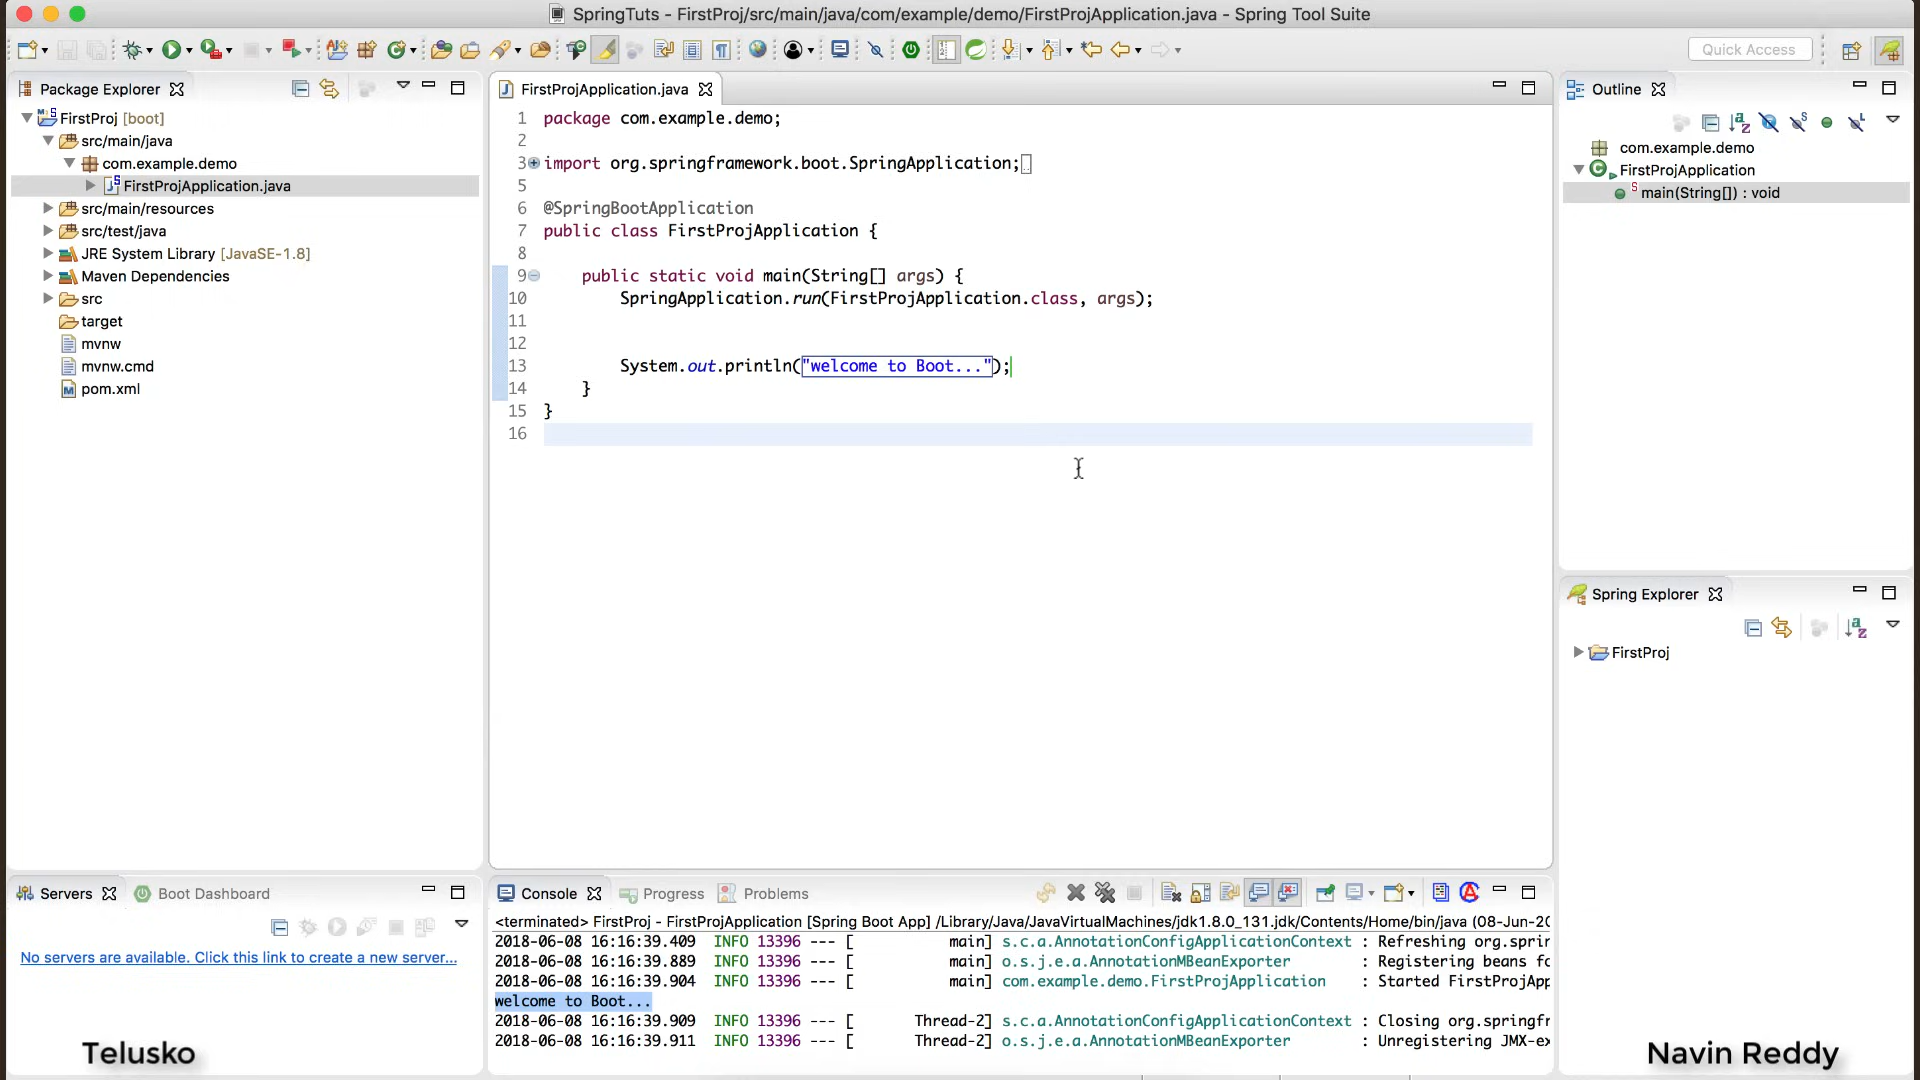 SpringTuts - FirstProj/src/main/java/com/example/demo/FirstProjApplication.java - Spring Tool Suite
Quick Access
Package Explorer
FirstProj [boot]
src/main/java
com.example.demo
FirstProjApplication.java
src/main/resources
src/test/java
JRE System Library [JavaSE-1.8]
Maven Dependencies
src
target
mvnw
mvnw.cmd
pom.xml
FirstProjApplication.java
1 package com.example.demo;
2
3 import org.springframework.boot.SpringApplication;
5
6 @SpringBootApplication
7 public class FirstProjApplication {
8
9 public static void main(String[] args) {
10 SpringApplication.run(FirstProjApplication.class, args);
11
12
13 System.out.println("welcome to Boot...");
14 }
15 }
16
Outline
com.example.demo
FirstProjApplication
main(String[]) : void
Spring Explorer
FirstProj
Servers Boot Dashboard
No servers are available. Click this link to create a new server...
Console Progress Problems
<terminated> FirstProj - FirstProjApplication [Spring Boot App] /Library/Java/JavaVirtualMachines/jdk1.8.0_131.jdk/Contents/Home/bin/java (08-Jun-20
2018-06-08 16:16:39.409 INFO 13396 --- [ main] s.c.a.AnnotationConfigApplicationContext : Refreshing org.sprin
2018-06-08 16:16:39.889 INFO 13396 --- [ main] o.s.j.e.a.AnnotationMBeanExporter : Registering beans fo
2018-06-08 16:16:39.904 INFO 13396 --- [ main] com.example.demo.FirstProjApplication : Started FirstProjApp
welcome to Boot...
2018-06-08 16:16:39.909 INFO 13396 --- [ Thread-2] s.c.a.AnnotationConfigApplicationContext : Closing org.springfr
2018-06-08 16:16:39.911 INFO 13396 --- [ Thread-2] o.s.j.e.a.AnnotationMBeanExporter : Unregistering JMX-ex
Telusko
Navin Reddy